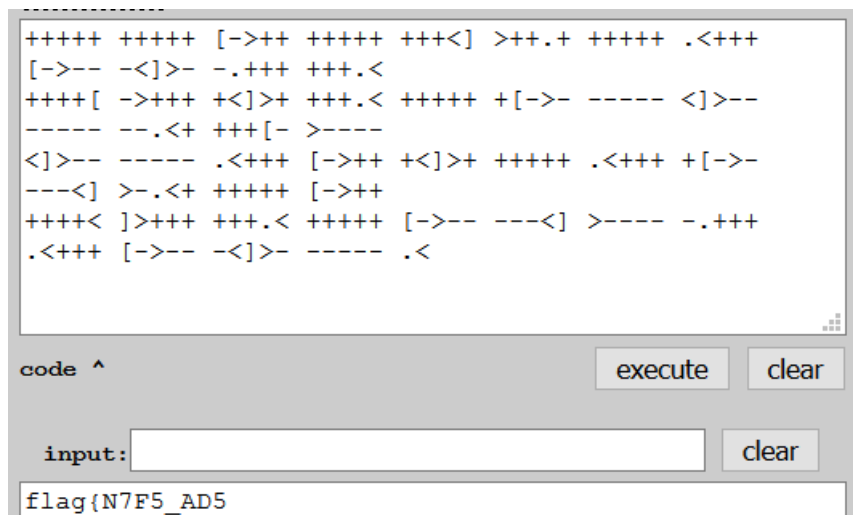 +++++ +++++ [->++ +++++ +++<] >++.+ +++++ .<+++
[->-- -<]>- -.+++ +++.<
++++[ ->+++ +<]>+ +++.< +++++ +[->- ----- <]>--
----- --.<+ +++[- >----
<]>-- ----- .<+++ [->++ +<]>+ +++++ .<+++ +[->-
---<] >-.<+ +++++ [->++
++++< ]>+++ +++.< +++++ [->-- ---<] >---- -.+++
.<+++ [->-- -<]>- ----- .<
code ^
execute
clear
input:
clear
flag{N7F5_AD5